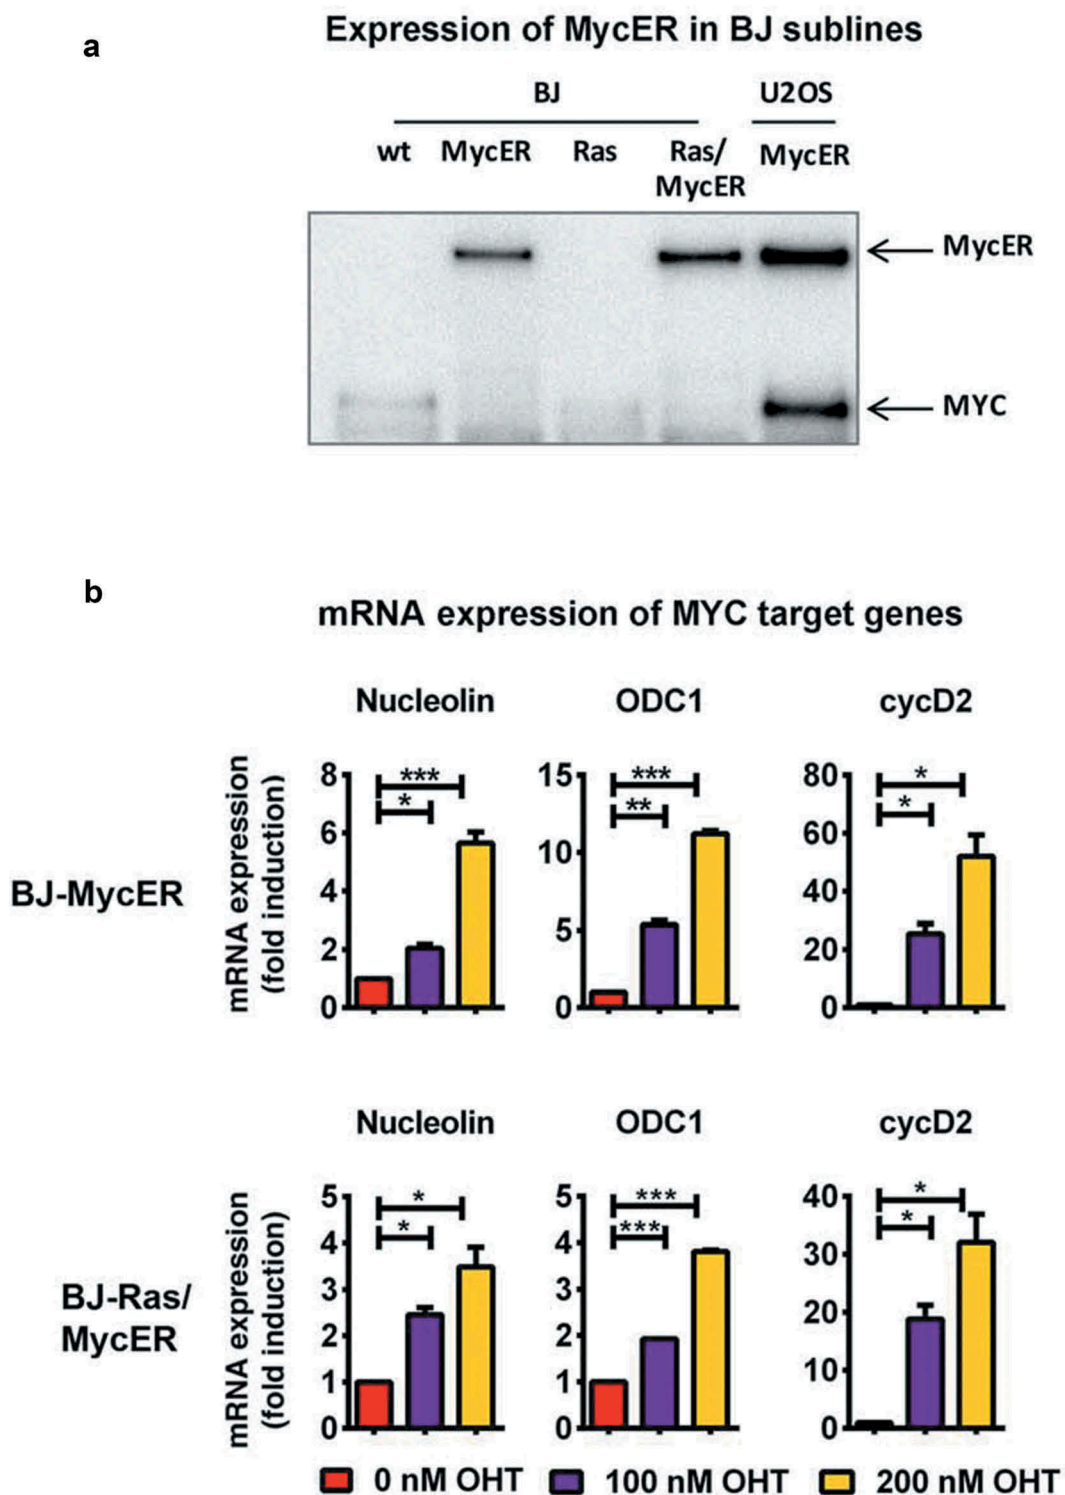 a
Expression of MycER in BJ sublines
BJ U2OS
wt MycER Ras Ras/ MycER
MycER
MycER
MYC
b
mRNA expression of MYC target genes
Nucleolin ODC1 cycD2
BJ-MycER
mRNA expression
(fold induction)
8
6
4
2
0
***
*
15
10
5
0
***
**
80
60
40
20
0
*
*
Nucleolin ODC1 cycD2
BJ-Ras/
MycER
mRNA expression
(fold induction)
5
4
3
2
1
0
*
*
5
4
3
2
1
0
***
***
40
30
20
10
0
*
*
0 nM OHT 100 nM OHT 200 nM OHT